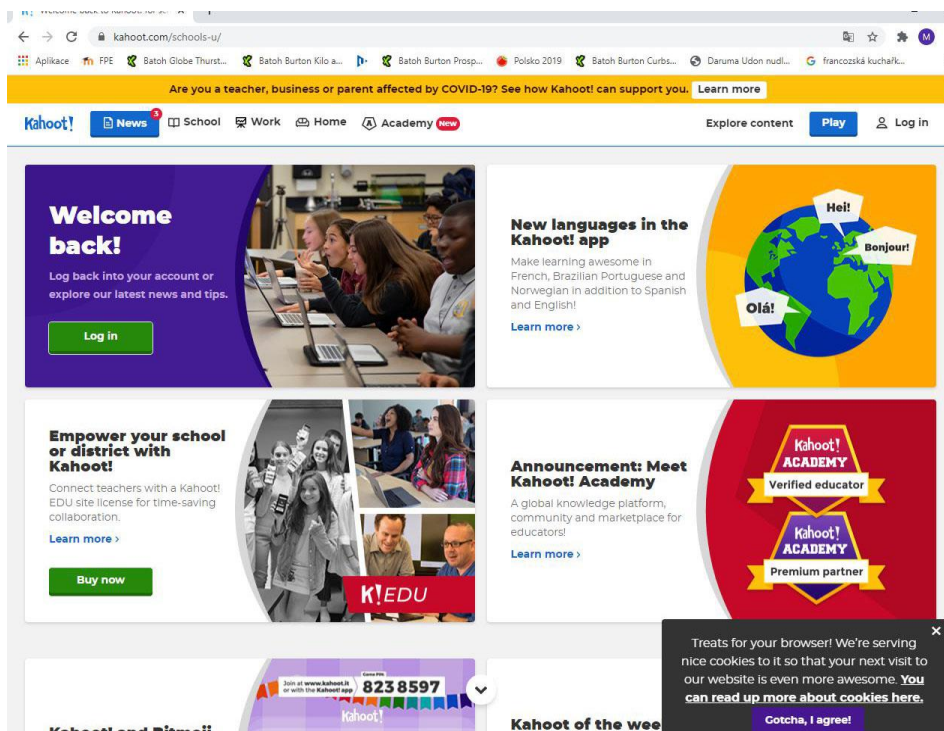 kahoot.com/schools-u/
M
Aplikace FPE Batoh Globe Thurst... Batoh Burton Kilo a... Batoh Burton Prosp... Polsko 2019 Batoh Burton Curbs... Daruma Udon nudl... francozská kuchařk...
Are you a teacher, business or parent affected by COVID-19? See how Kahoot! can support you. Learn more
Kahoot! News 3 School Work Home Academy New Explore content Play Log in
Welcome
back!
Log back into your account or
explore our latest news and tips.
Log in
New languages in the
Kahoot! app
Make learning awesome in
French, Brazilian Portuguese and
Norwegian in addition to Spanish
and English!
Learn more >
Hei!
Bonjour!
Olá!
Empower your school
or district with
Kahoot!
Connect teachers with a Kahoot!
EDU site license for time-saving
collaboration.
Learn more >
Buy now
K!EDU
Announcement: Meet
Kahoot! Academy
A global knowledge platform,
community and marketplace for
educators!
Learn more >
Kahoot!
ACADEMY
Verified educator
Kahoot!
ACADEMY
Premium partner
Join at www.kahoot.it
or with the Kahoot! app
Game PIN:
823 8597
Kahoot!
Kahoot! and Bitmoji
Kahoot of the wee
Treats for your browser! We're serving
nice cookies to it so that your next visit to
our website is even more awesome. You
can read up more about cookies here.
Gotcha, I agree!